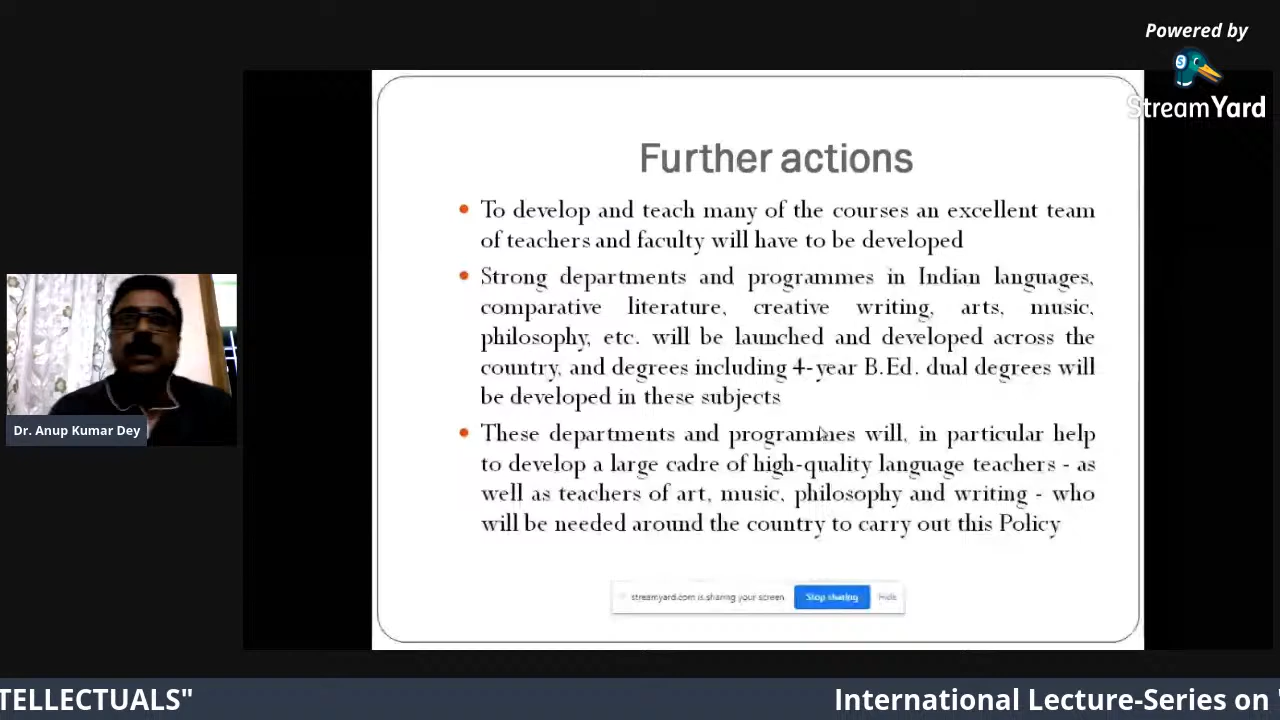 Powered by
StreamYard
Further actions
To develop and teach many of the courses an excellent team
of teachers and faculty will have to be developed
Strong departments and programmes in Indian languages,
comparative literature, creative writing, arts, music,
philosophy, etc. will be launched and developed across the
country, and degrees including 4-year B.Ed. dual degrees will
be developed in these subjects
These departments and programmes will, in particular help
to develop a large cadre of high-quality language teachers - as
well as teachers of art, music, philosophy and writing - who
will be needed around the country to carry out this Policy
Dr. Anup Kumar Dey
streamyard.com is sharing your screen Stop sharing Hide
TELLECTUALS" International Lecture-Series on "